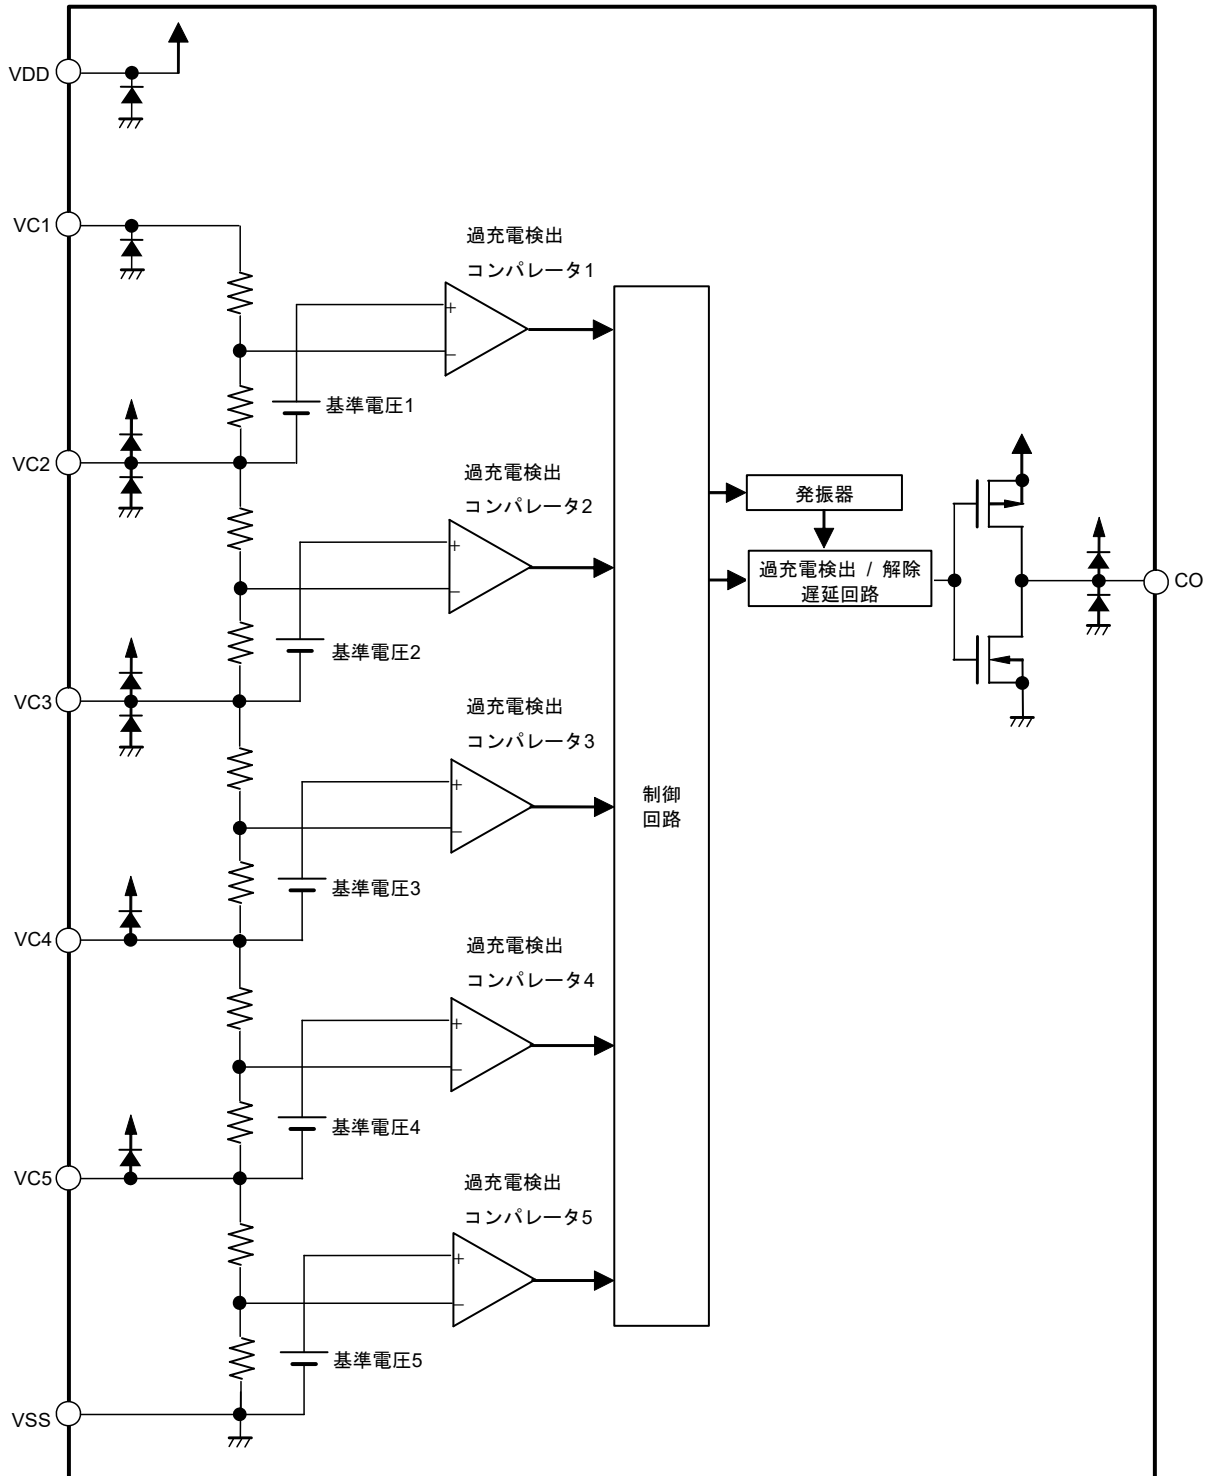 VDD
VC1
過充電検出
コンパレータ1
+
−
基準電圧1
VC2
過充電検出
コンパレータ2
+
−
発振器
過充電検出 / 解除
遅延回路
CO
基準電圧2
VC3
過充電検出
コンパレータ3
+
−
制御
回路
基準電圧3
VC4
過充電検出
コンパレータ4
+
−
基準電圧4
VC5
過充電検出
コンパレータ5
+
−
基準電圧5
VSS